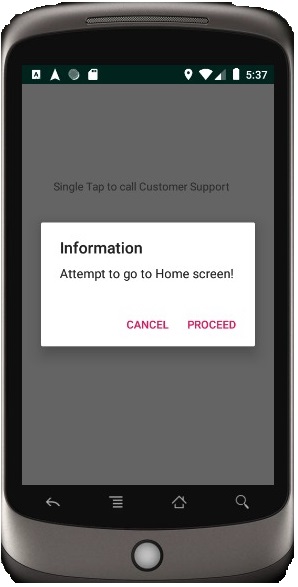 5:37
Single Tap to call Customer Support
Information
Attempt to go to Home screen!
CANCEL PROCEED